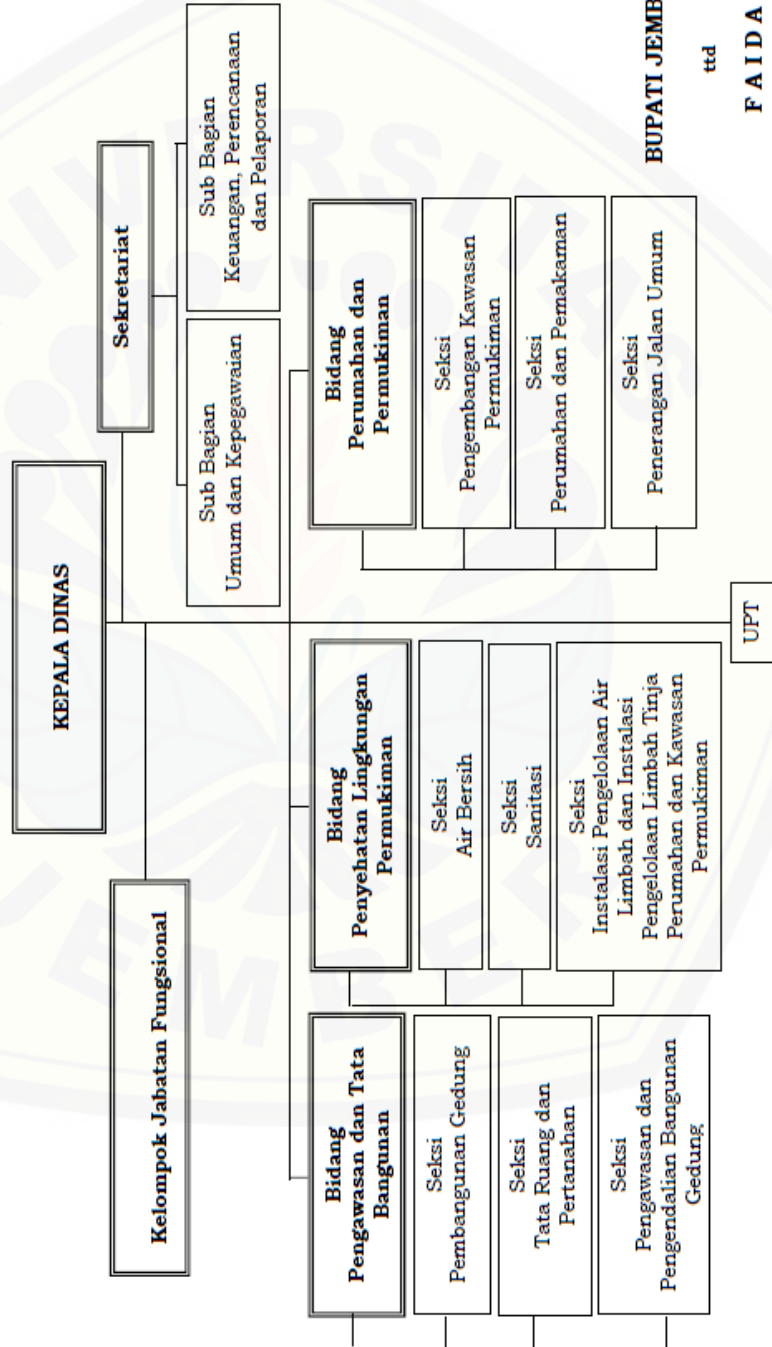 KEPALA DINAS
Kelompok Jabatan Fungsional
Sekretariat
Sub Bagian
Umum dan Kepegawaian
Sub Bagian
Keuangan, Perencanaan
dan Pelaporan
Bidang
Pengawasan dan Tata
Bangunan
Seksi
Pembangunan Gedung
Seksi
Tata Ruang dan
Pertanahan
Seksi
Pengawasan dan
Pengendalian Bangunan
Gedung
Bidang
Penyehatan Lingkungan
Permukiman
Seksi
Air Bersih
Seksi
Sanitasi
Seksi
Instalasi Pengelolaan Air
Limbah dan Instalasi
Pengelolaan Limbah Tinja
Perumahan dan Kawasan
Permukiman
Bidang
Perumahan dan
Permukiman
Seksi
Pengembangan Kawasan
Permukiman
Seksi
Perumahan dan Pemakaman
Seksi
Penerangan Jalan Umum
UPT
BUPATI JEMB
ttd
F A I D A
UNIVERSITAS
JEMBER